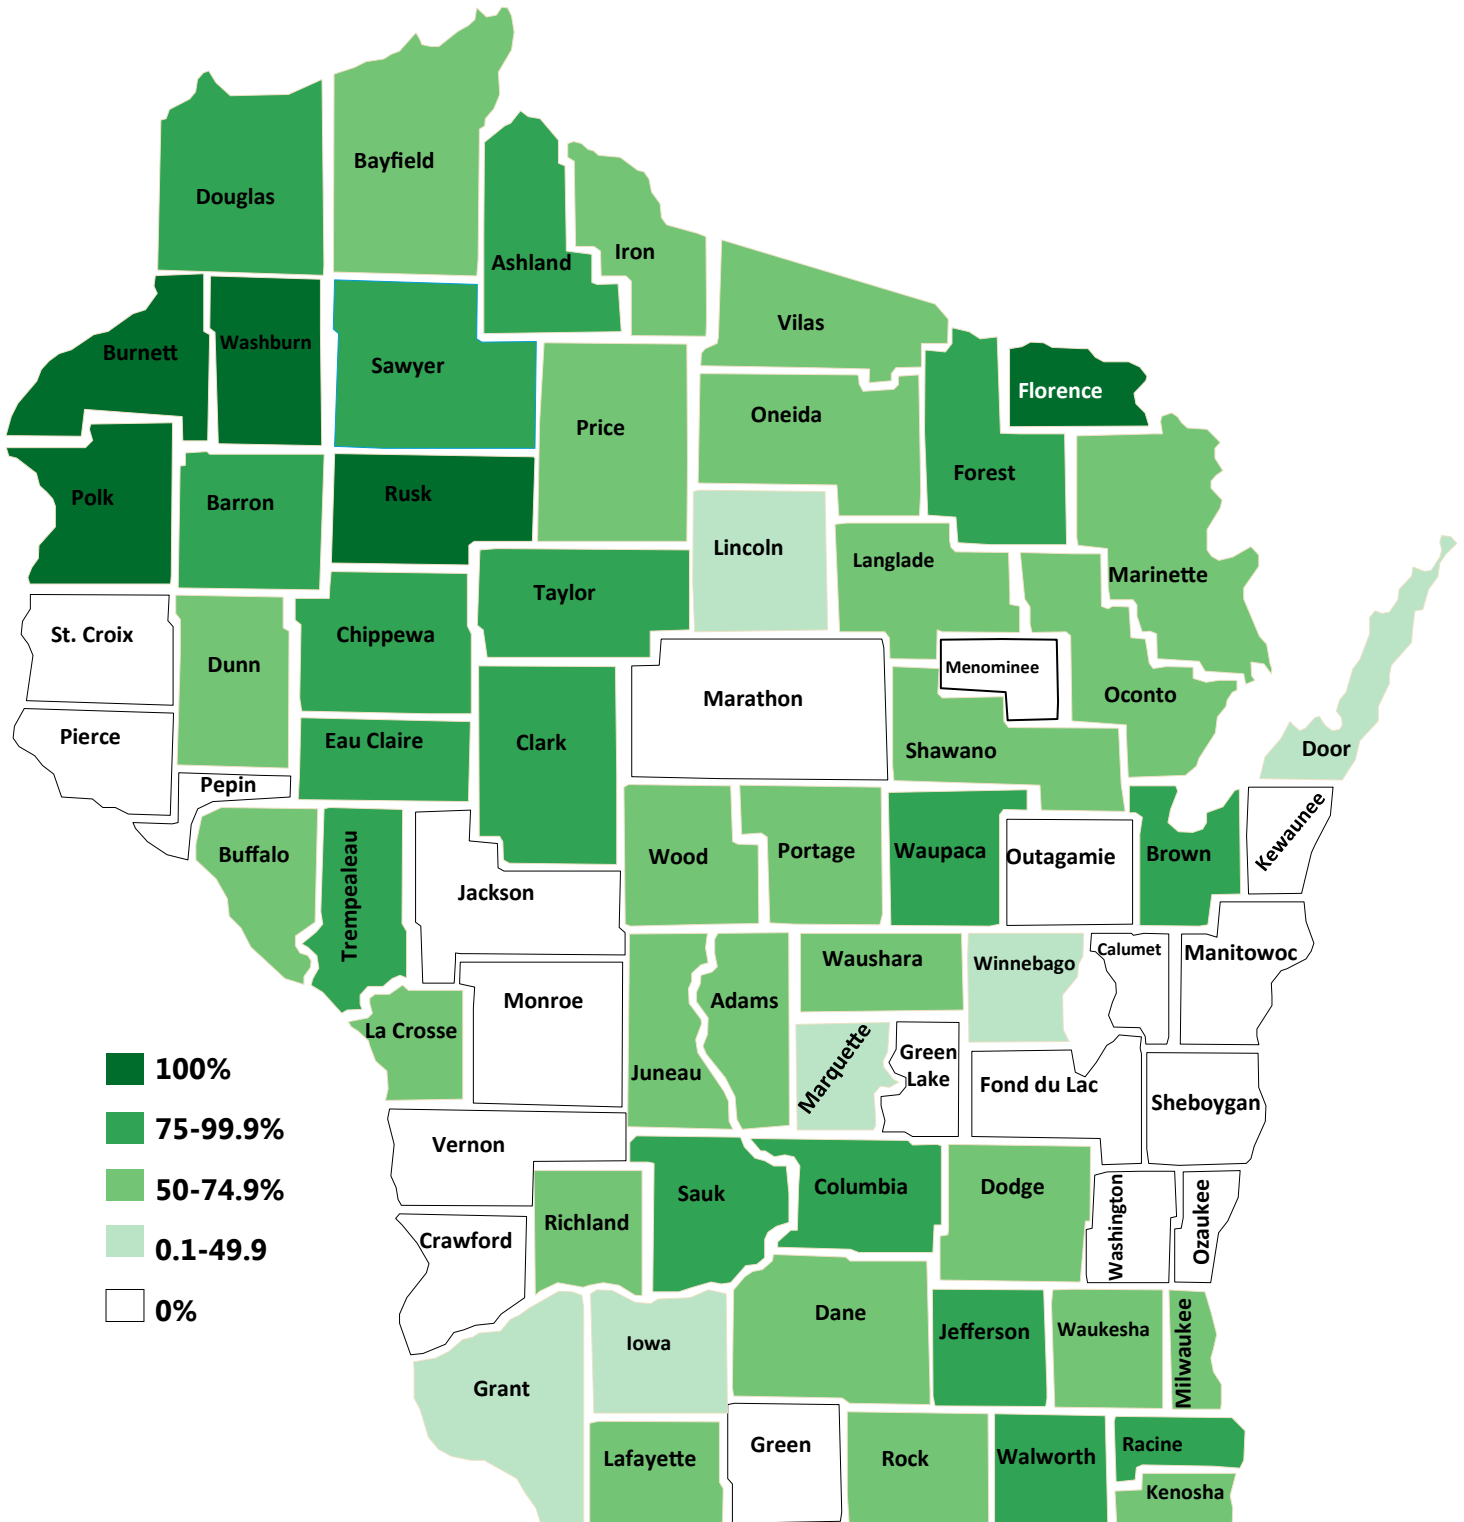 Bayfield
Douglas
Iron
Ashland
Vilas
Washburn
Burnett
Sawyer
Florence
Oneida
Price
Forest
Rusk
Polk
Barron
Lincoln
Langlade
Marinette
Taylor
St. Croix
Chippewa
Dunn
Menominee
Marathon
Oconto
Pierce
Eau Claire
Clark
Shawano
Door
Pepin
Kewaunee
Buffalo
Trempealeau
Wood
Portage
Waupaca
Outagamie
Brown
Jackson
Waushara
Winnebago
Calumet
Manitowoc
Monroe
Adams
La Crosse
Juneau
Marquette
Green
Lake
Fond du Lac
Sheboygan
100%
75-99.9%
50-74.9%
0.1-49.9
0%
Vernon
Sauk
Columbia
Dodge
Washington
Ozaukee
Richland
Crawford
Dane
Jefferson
Waukesha
Milwaukee
Iowa
Grant
Lafayette
Green
Rock
Walworth
Racine
Kenosha